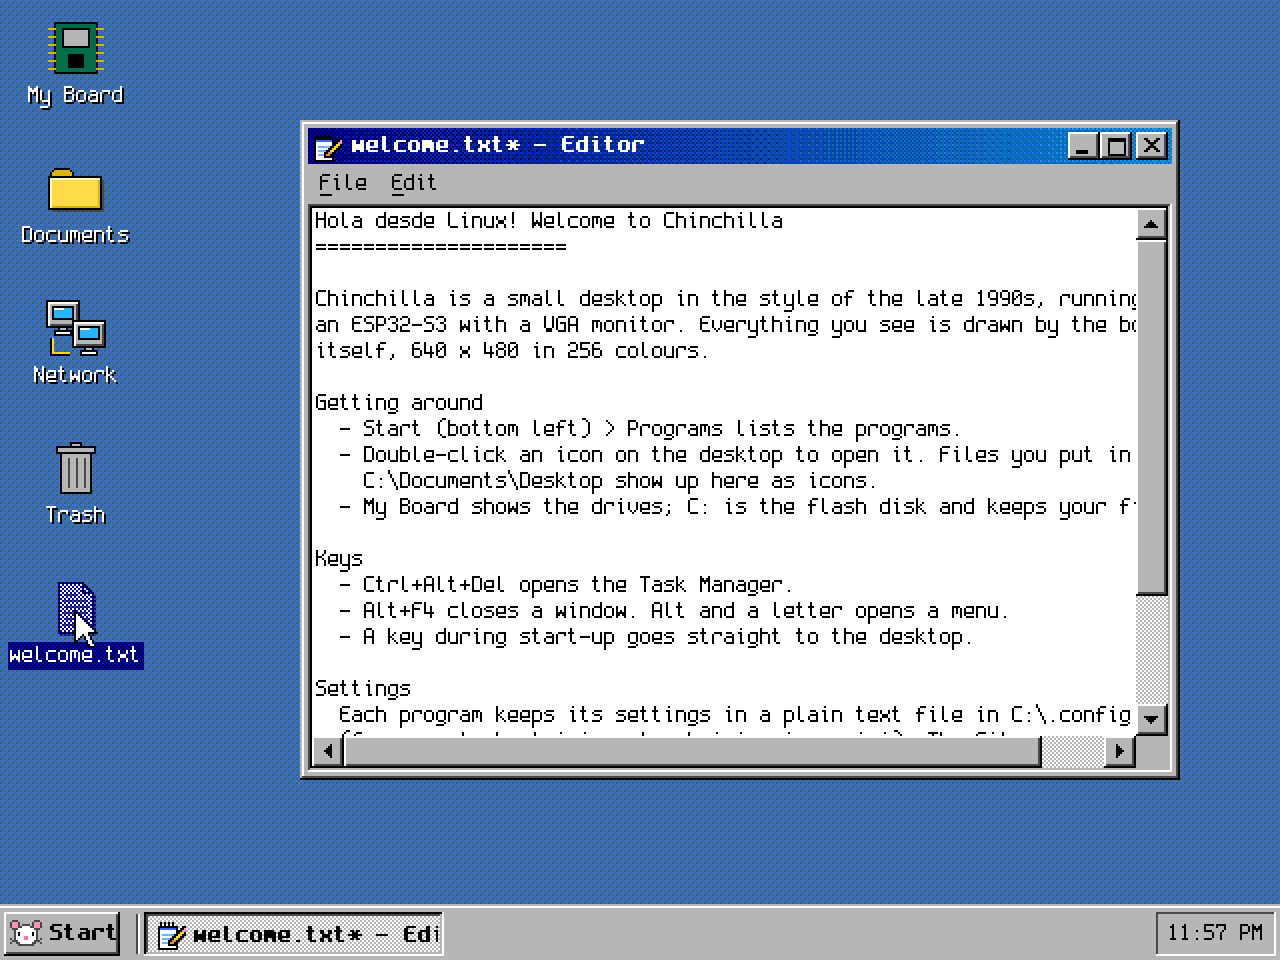 My Board
Documents
Network
Trash
welcome.txt
welcome.txt* - Editor
File Edit
Hola desde Linux! Welcome to Chinchilla
=====================
Chinchilla is a small desktop in the style of the late 1990s, running
an ESP32-S3 with a VGA monitor. Everything you see is drawn by the
itself, 640 x 480 in 256 colours.
Getting around
- Start (bottom left) > Programs lists the programs.
- Double-click an icon on the desktop to open it. Files you put in
C:\Documents\Desktop show up here as icons.
- My Board shows the drives; C: is the flash disk and keeps your
Keys
- Ctrl+Alt+Del opens the Task Manager.
- Alt+F4 closes a window. Alt and a letter opens a menu.
- A key during start-up goes straight to the desktop.
Settings
Each program keeps its settings in a plain text file in C:\.config
Start
welcome.txt* - Edi
11:57 PM